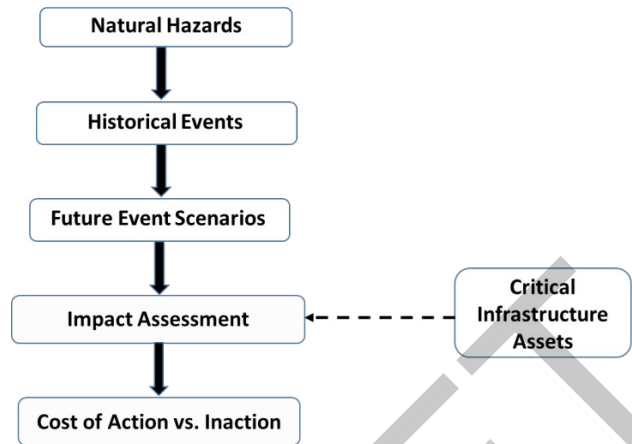 Natural Hazards
Historical Events
Future Event Scenarios
Impact Assessment
Critical
Infrastructure
Assets
Cost of Action vs. Inaction